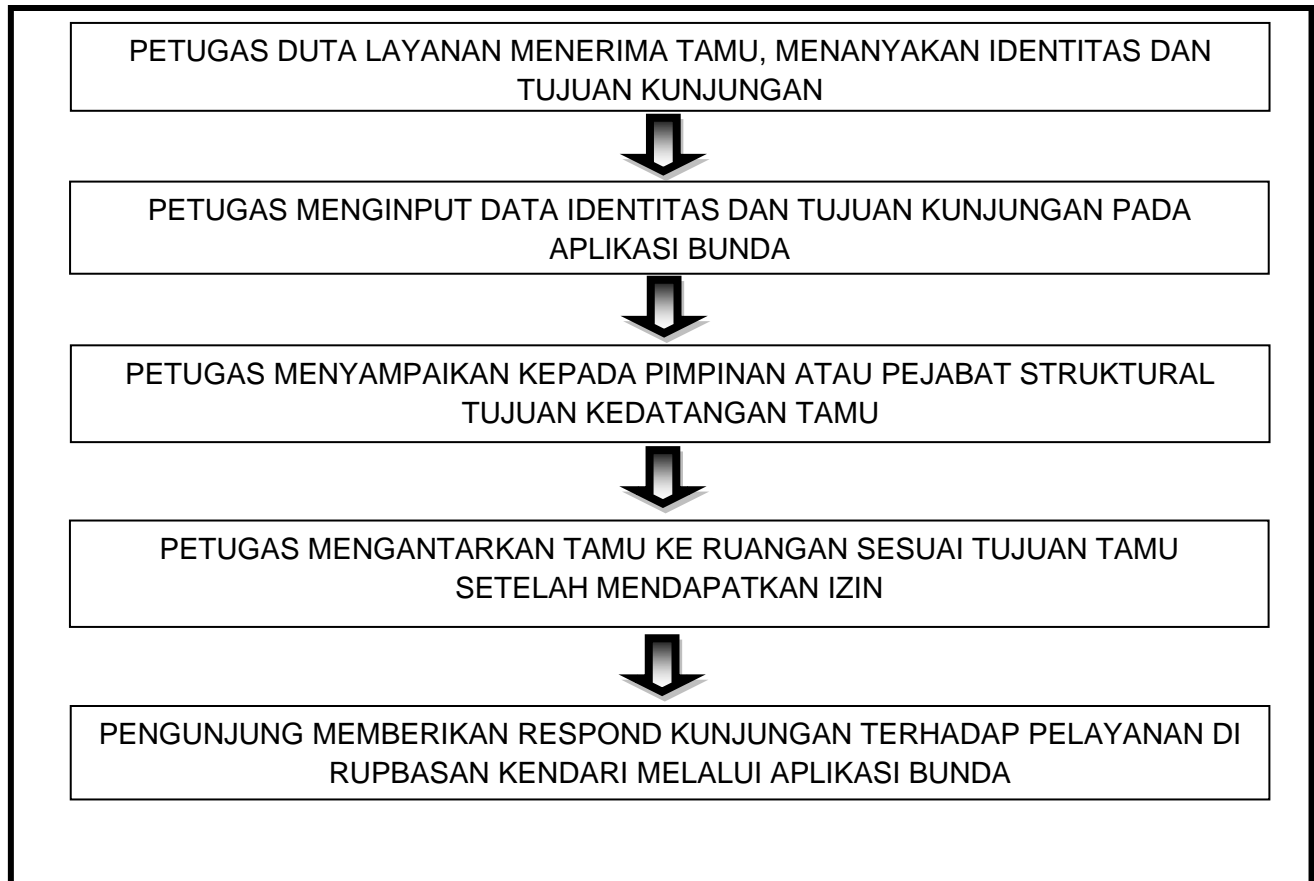 PETUGAS DUTA LAYANAN MENERIMA TAMU, MENANYAKAN IDENTITAS DAN
TUJUAN KUNJUNGAN
PETUGAS MENGINPUT DATA IDENTITAS DAN TUJUAN KUNJUNGAN PADA
APLIKASI BUNDA
PETUGAS MENYAMPAIKAN KEPADA PIMPINAN ATAU PEJABAT STRUKTURAL
TUJUAN KEDATANGAN TAMU
PETUGAS MENGANTARKAN TAMU KE RUANGAN SESUAI TUJUAN TAMU
SETELAH MENDAPATKAN IZIN
PENGUNJUNG MEMBERIKAN RESPOND KUNJUNGAN TERHADAP PELAYANAN DI
RUPBASAN KENDARI MELALUI APLIKASI BUNDA